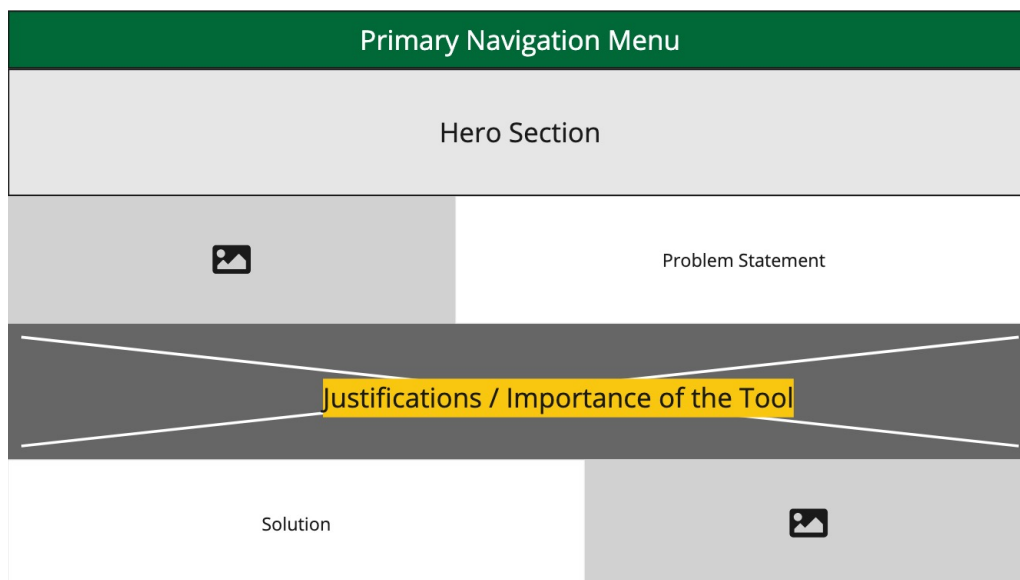 Primary Navigation Menu
Hero Section
Problem Statement
Justifications / Importance of the Tool
Solution